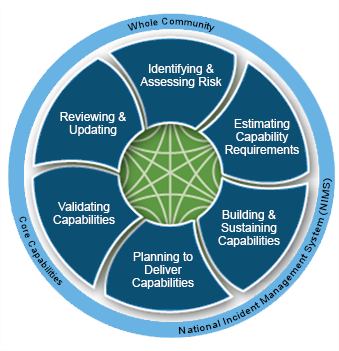 Whole Community
Identifying &
Assessing Risk
Estimating
Capability
Requirements
Building &
Sustaining
Capabilities
Planning to
Deliver
Capabilities
Validating
Capabilities
Reviewing &
Updating
National Incident Management System (NIMS)
Core Capabilities